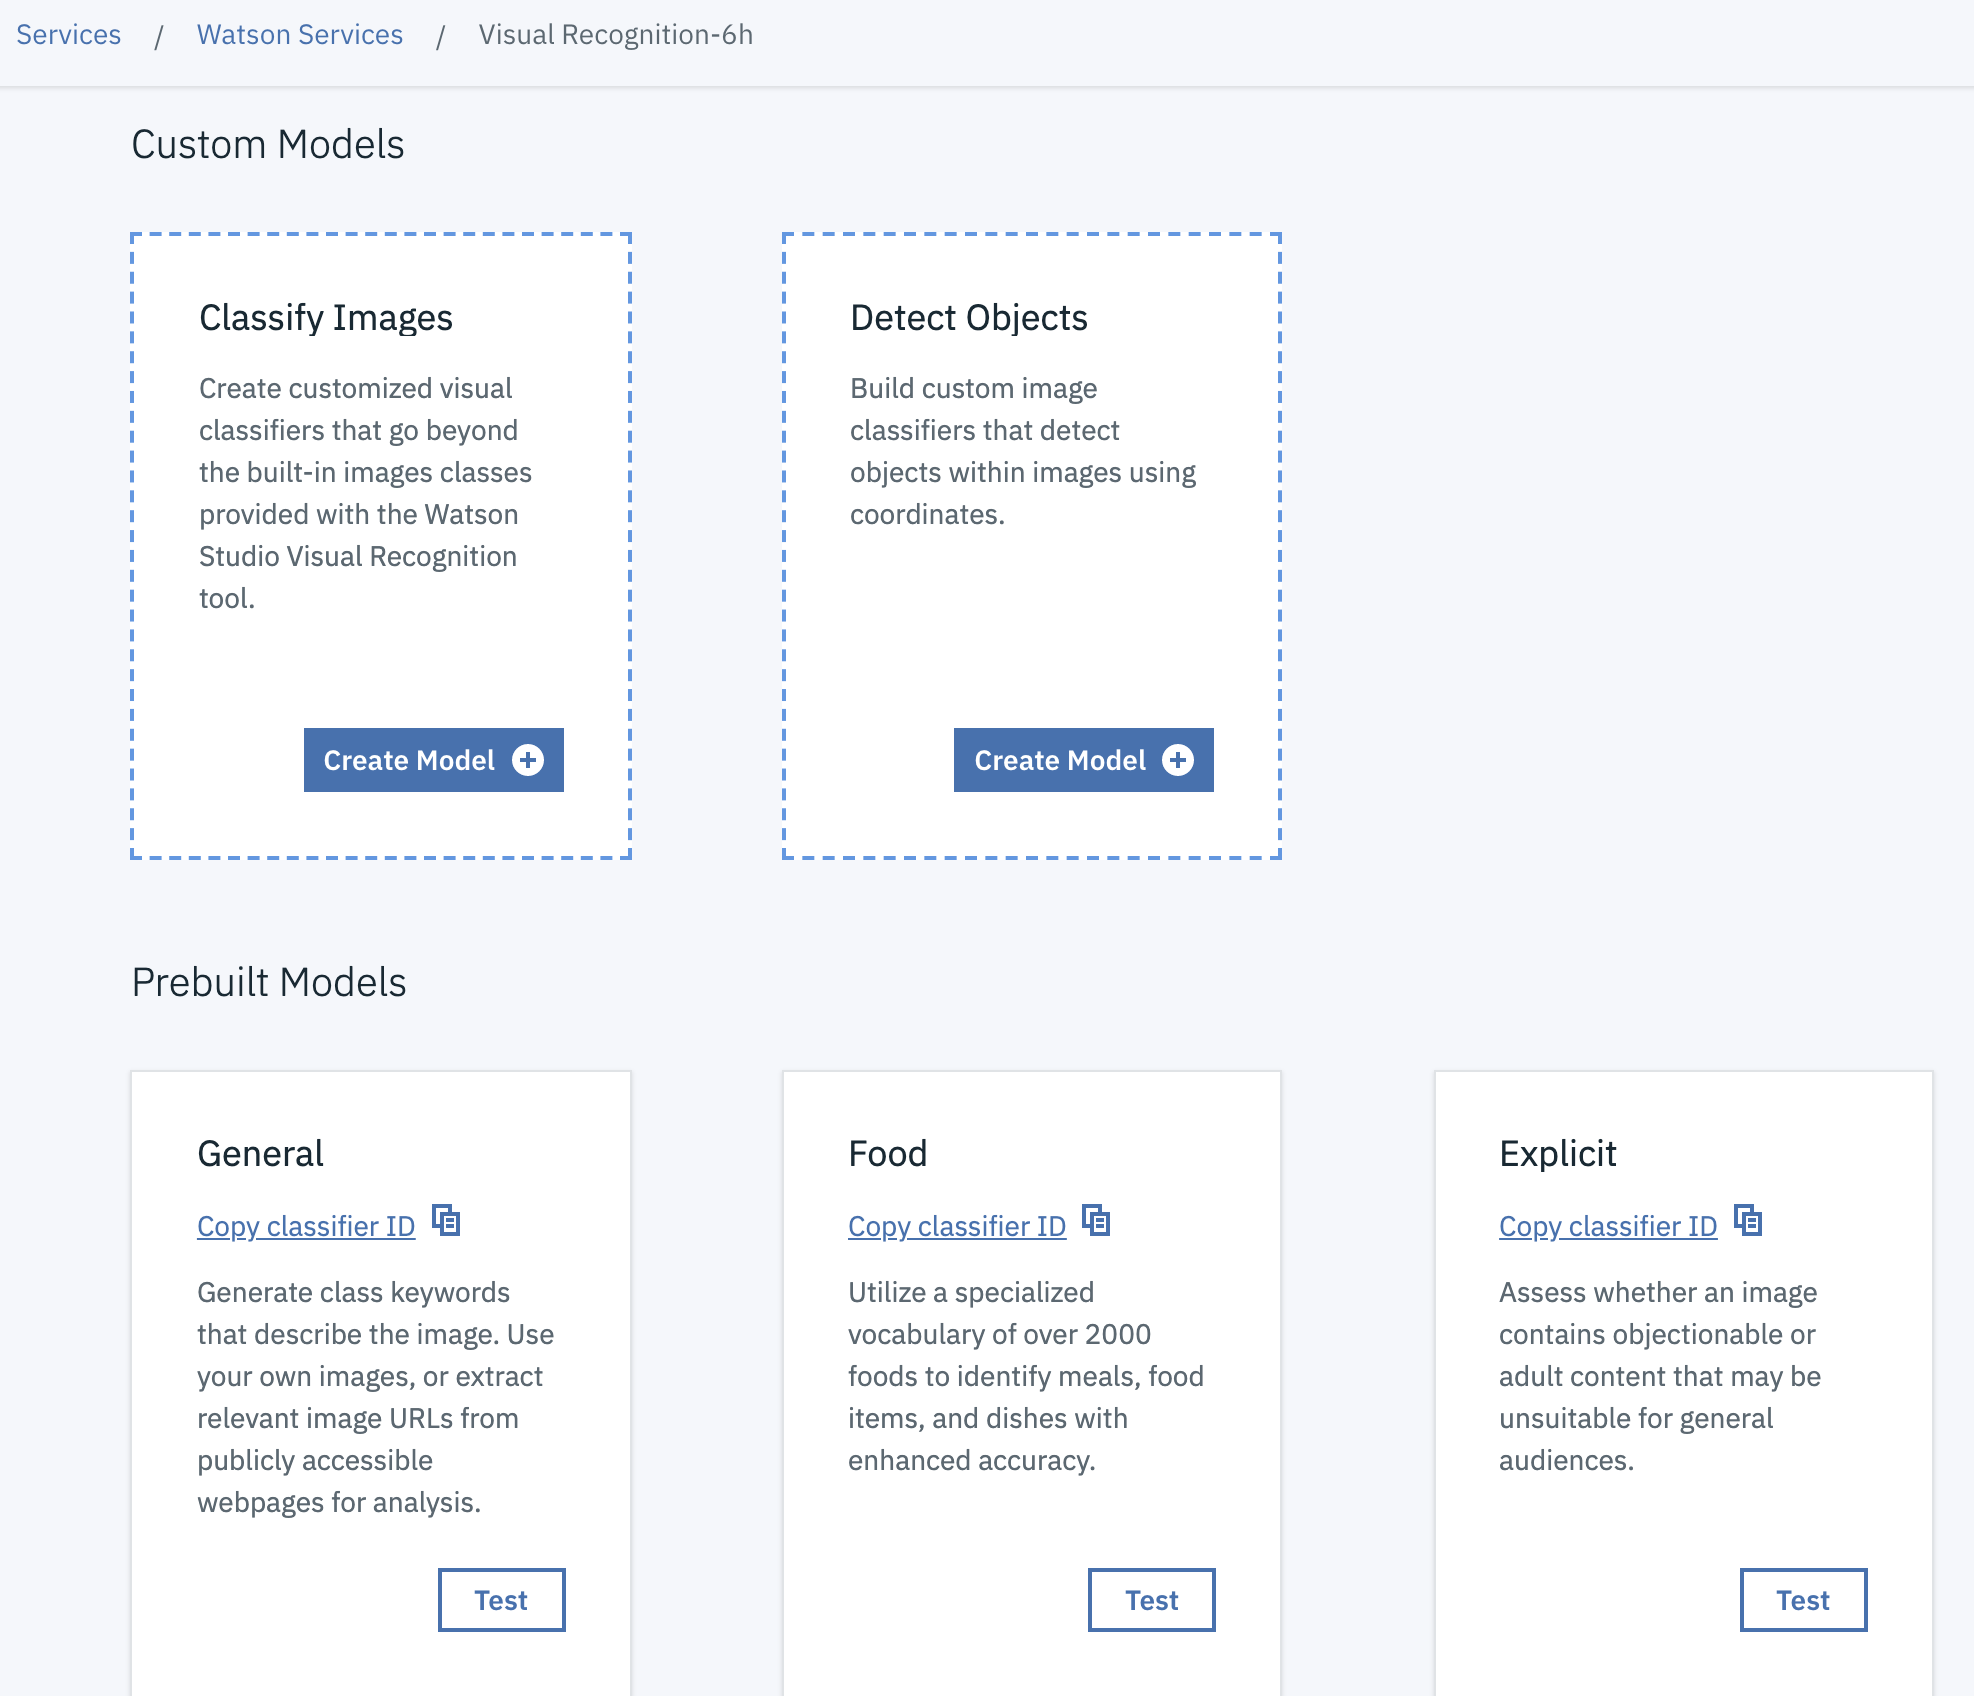 Services / Watson Services / Visual Recognition-6h
Custom Models
Classify Images
Create customized visual
classifiers that go beyond
the built-in images classes
provided with the Watson
Studio Visual Recognition
tool.
Create Model
Detect Objects
Build custom image
classifiers that detect
objects within images using
coordinates.
Create Model
Prebuilt Models
General
Copy classifier ID
Generate class keywords
that describe the image. Use
your own images, or extract
relevant image URLs from
publicly accessible
webpages for analysis.
Test
Food
Copy classifier ID
Utilize a specialized
vocabulary of over 2000
foods to identify meals, food
items, and dishes with
enhanced accuracy.
Test
Explicit
Copy classifier ID
Assess whether an image
contains objectionable or
adult content that may be
unsuitable for general
audiences.
Test